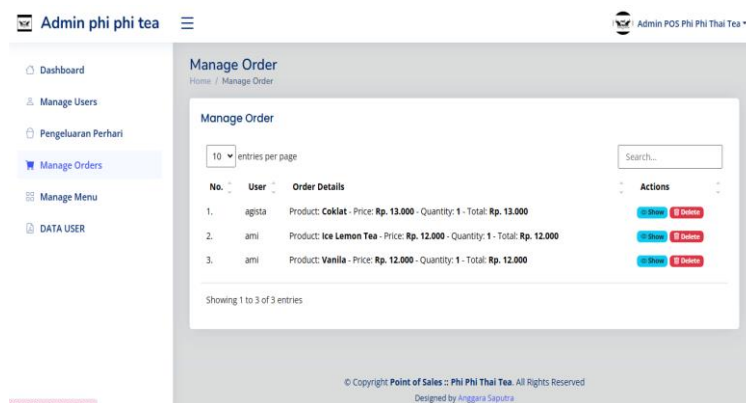 Admin phi phi tea
Admin POS Phi Phi Thai Tea
Dashboard
Manage Users
Pengeluaran Perhari
Manage Orders
Manage Menu
DATA USER
Manage Order
Home / Manage Order
Manage Order
10 entries per page
Search...
No. User Order Details Actions
1. agista Product: Coklat - Price: Rp. 13.000 - Quantity: 1 - Total: Rp. 13.000 Show Delete
2. ami Product: Ice Lemon Tea - Price: Rp. 12.000 - Quantity: 1 - Total: Rp. 12.000 Show Delete
3. ami Product: Vanila - Price: Rp. 12.000 - Quantity: 1 - Total: Rp. 12.000 Show Delete
Showing 1 to 3 of 3 entries
© Copyright Point of Sales :: Phi Phi Thai Tea. All Rights Reserved
Designed by Anggara Saputra